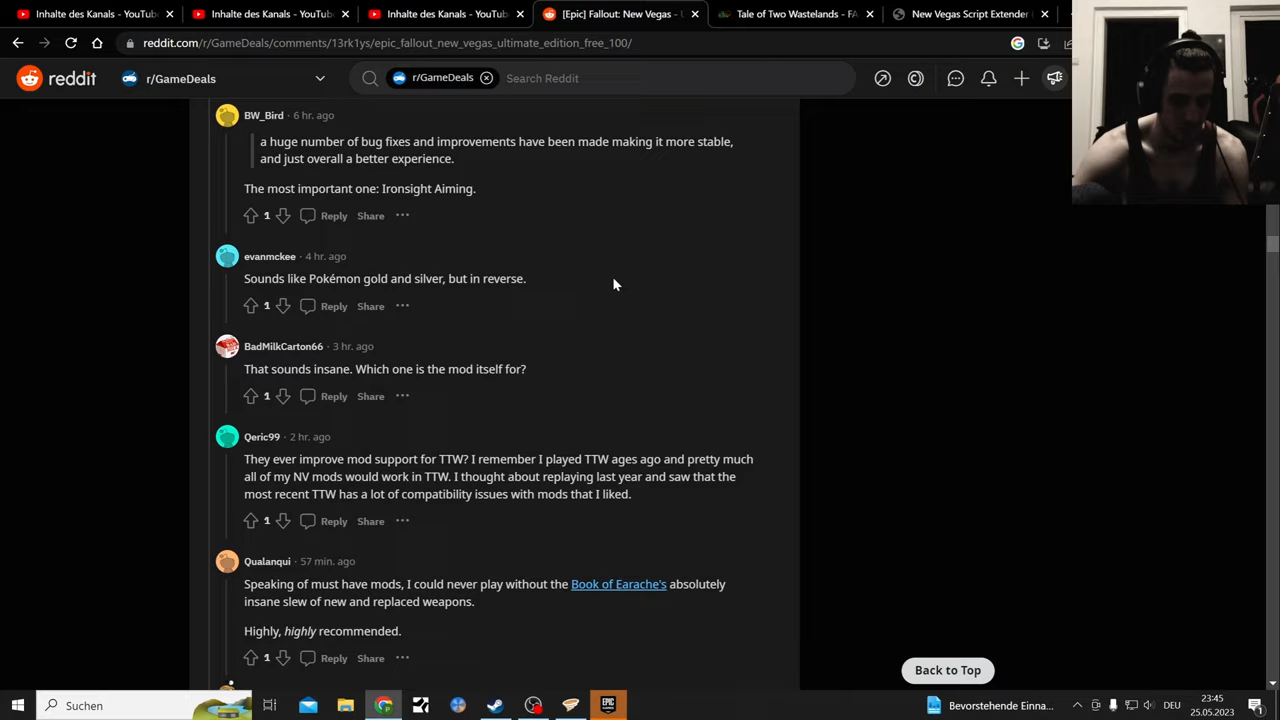 Inhalte des Kanals - YouTub
Inhalte des Kanals - YouTub
Inhalte des Kanals - YouTub
[Epic] Fallout: New Vegas -
Tale of Two Wastelands - FA
New Vegas Script Extender
reddit.com/r/GameDeals/comments/13rk1ys/epic_fallout_new_vegas_ultimate_edition_free_100/
reddit
r/GameDeals
r/GameDeals
Search Reddit
BW_Bird · 6 hr. ago
a huge number of bug fixes and improvements have been made making it more stable,
and just overall a better experience.
The most important one: Ironsight Aiming.
1 Reply Share ···
evanmckee · 4 hr. ago
Sounds like Pokémon gold and silver, but in reverse.
1 Reply Share ···
BadMilkCarton66 · 3 hr. ago
That sounds insane. Which one is the mod itself for?
1 Reply Share ···
Qeric99 · 2 hr. ago
They ever improve mod support for TTW? I remember I played TTW ages ago and pretty much
all of my NV mods would work in TTW. I thought about replaying last year and saw that the
most recent TTW has a lot of compatibility issues with mods that I liked.
1 Reply Share ···
Qualanqui · 57 min. ago
Speaking of must have mods, I could never play without the Book of Earache's absolutely
insane slew of new and replaced weapons.
Highly, highly recommended.
1 Reply Share ···
Back to Top
Suchen
EPIC
Bevorstehende Einna...
DEU
23:45
25.05.2023